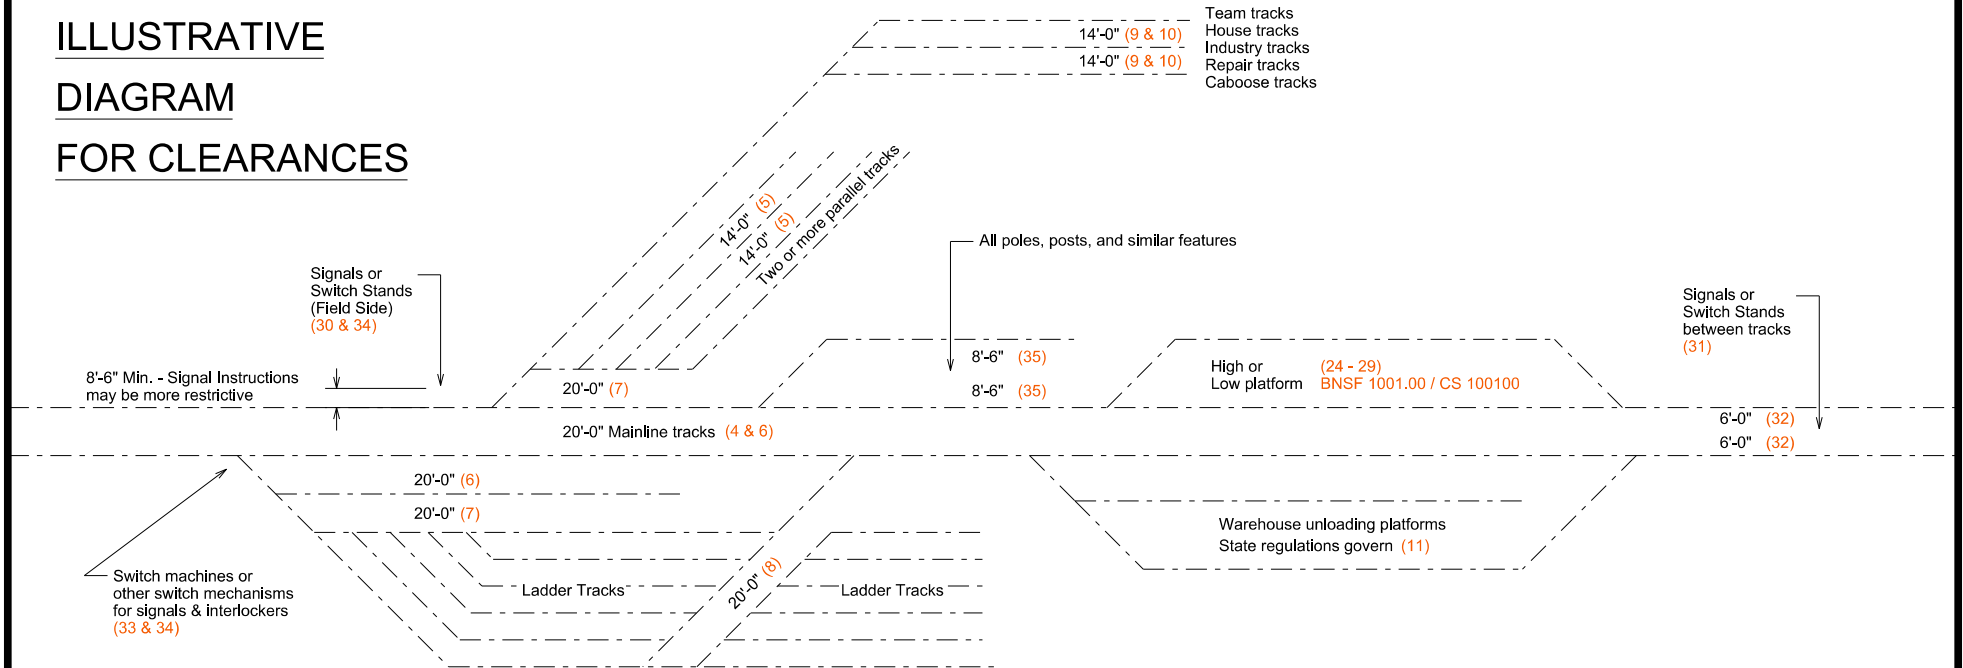 ILLUSTRATIVE
DIAGRAM
FOR CLEARANCES
Team tracks
House tracks
Industry tracks
Repair tracks
Caboose tracks
14'-0" (9 & 10)
14'-0" (9 & 10)
14'-0" (5)
14'-0" (5)
Two or more parallel tracks
All poles, posts, and similar features
Signals or
Switch Stands
(Field Side)
(30 & 34)
Signals or
Switch Stands
between tracks
(31)
8'-6" Min. - Signal Instructions
may be more restrictive
20'-0" (7)
8'-6" (35)
8'-6" (35)
High or
Low platform
(24 - 29)
BNSF 1001.00 / CS 100100
20'-0" Mainline tracks (4 & 6)
6'-0" (32)
6'-0" (32)
20'-0" (6)
20'-0" (7)
Warehouse unloading platforms
State regulations govern (11)
Switch machines or
other switch mechanisms
for signals & interlockers
(33 & 34)
Ladder Tracks
20'-0" (8)
Ladder Tracks